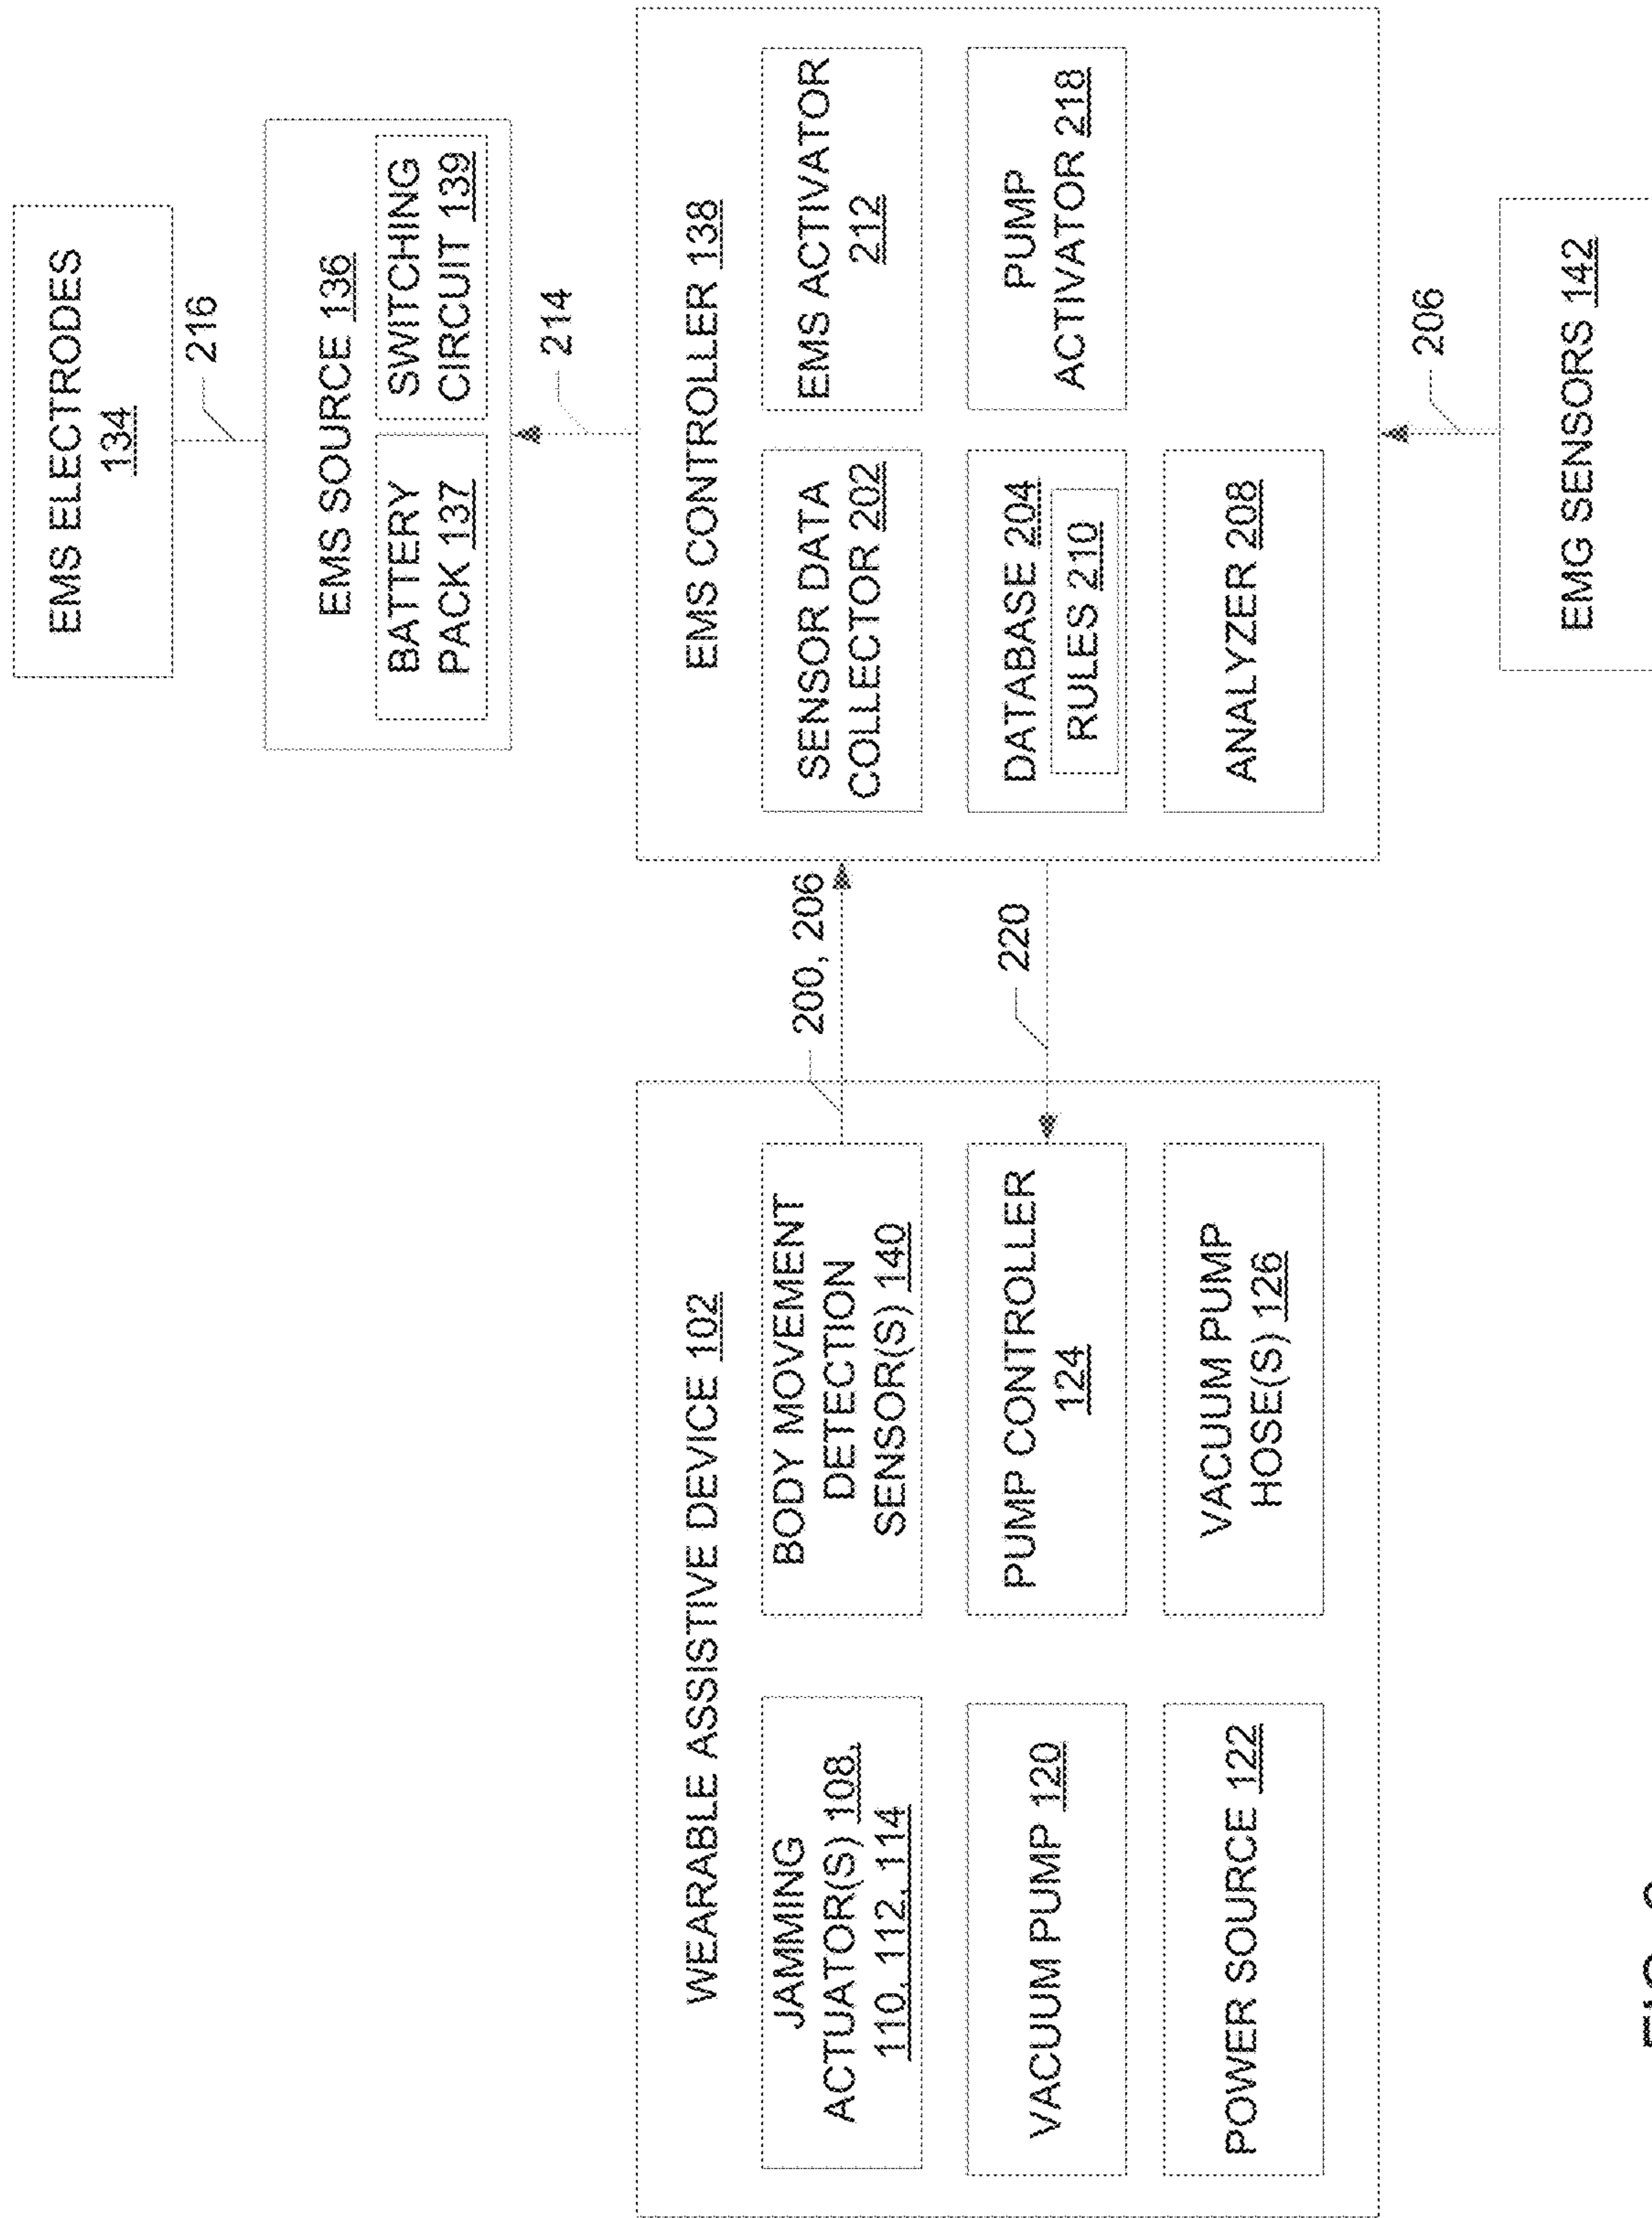 EMS ELECTRODES
134
216
EMS SOURCE 136
BATTERY
PACK 137
SWITCHING
CIRCUIT 139
214
WEARABLE ASSISTIVE DEVICE 102
JAMMING
ACTUATOR(S) 108,
110, 112, 114
BODY MOVEMENT
DETECTION
SENSOR(S) 140
VACUUM PUMP 120
PUMP CONTROLLER
124
POWER SOURCE 122
VACUUM PUMP
HOSE(S) 126
200, 206
220
EMS CONTROLLER 138
SENSOR DATA
COLLECTOR 202
EMS ACTIVATOR
212
DATABASE 204
RULES 210
PUMP
ACTIVATOR 218
ANALYZER 208
206
EMG SENSORS 142